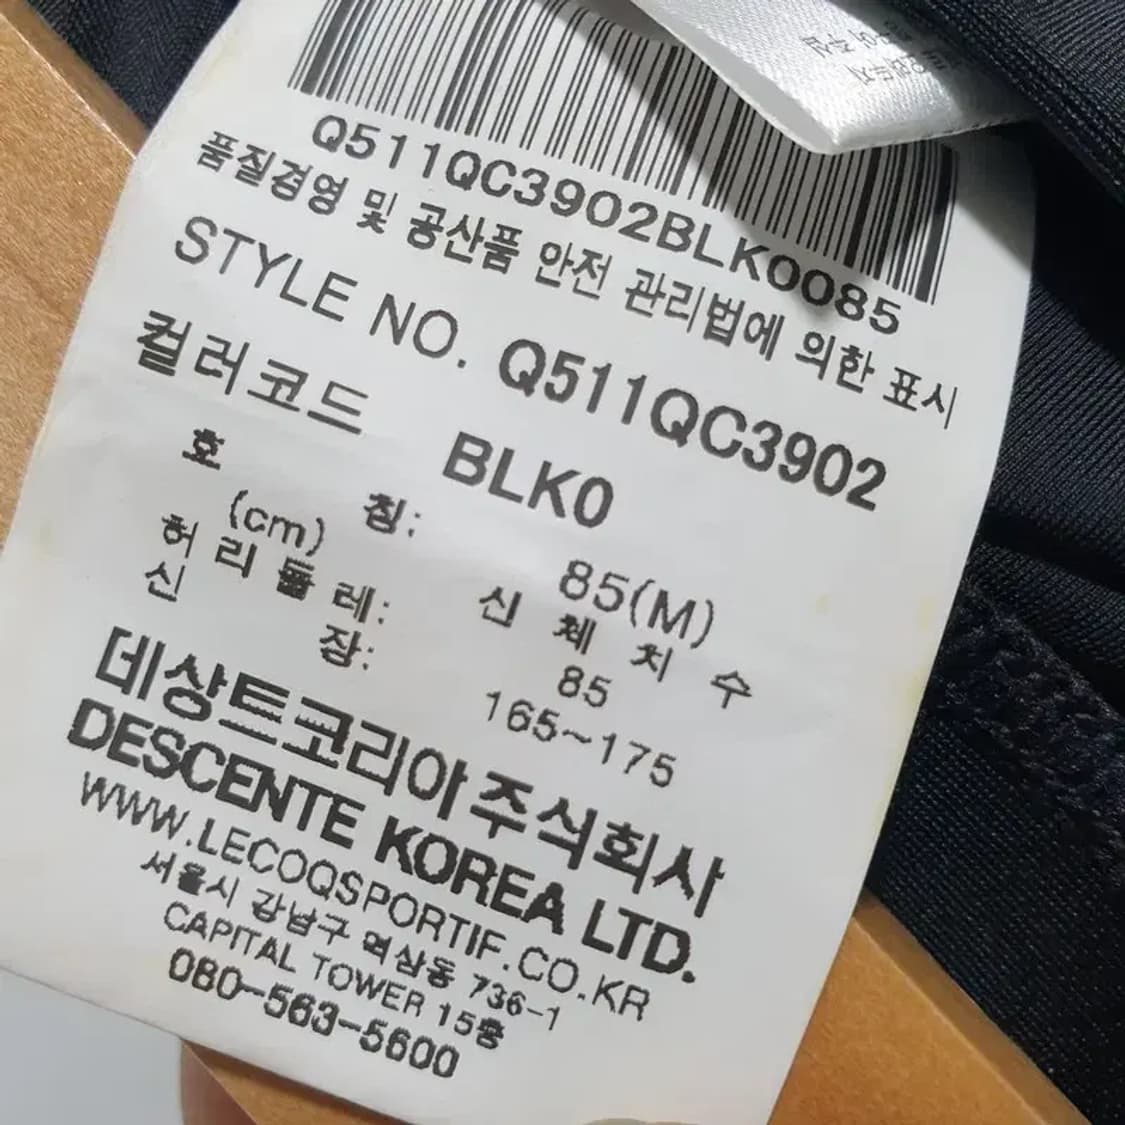 Q511QC3902BLK0085
품질경영 및 공산품 안전 관리법에 의한 표시
STYLE NO. Q511QC3902
컬러코드 BLK0
호 칭: 85(M)
(cm) 신 체 치 수
허 리 둘 레: 85
신 장: 165~175
데상트코리아주식회사
DESCENTE KOREA LTD.
WWW.LECOQSPORTIF.CO.KR
서울시 강남구 역삼동 736-1
CAPITAL TOWER 15층
080-563-5600